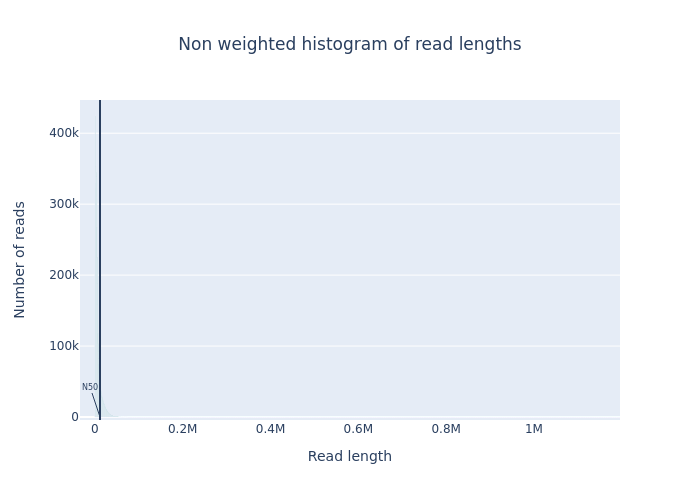 Non weighted histogram of read lengths
Number of reads
400k
300k
200k
100k
0
N50
0 0.2M 0.4M 0.6M 0.8M 1M
Read length